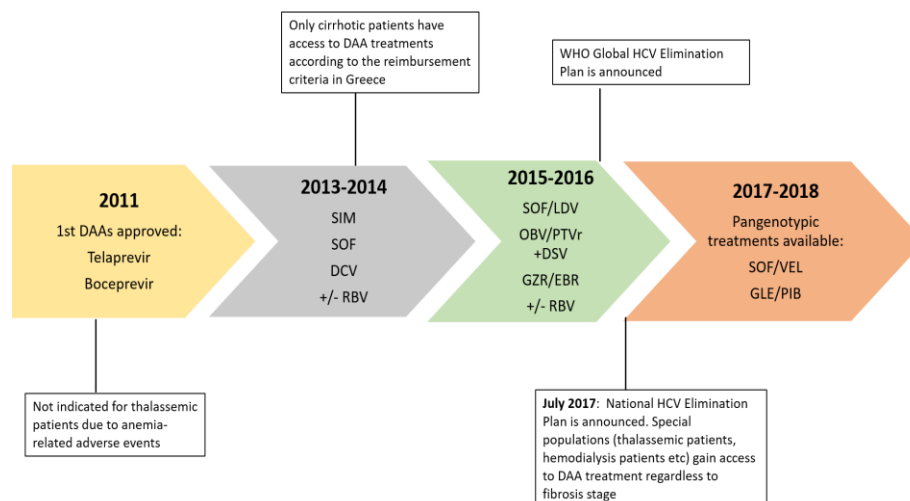 Only cirrhotic patients have
access to DAA treatments
according to the reimbursement
criteria in Greece
WHO Global HCV Elimination
Plan is announced
2011
1st DAAs approved:
Telaprevir
Boceprevir
2013-2014
SIM
SOF
DCV
+/- RBV
2015-2016
SOF/LDV
OBV/PTVr
+DSV
GZR/EBR
+/- RBV
2017-2018
Pangenotypic
treatments available:
SOF/VEL
GLE/PIB
Not indicated for thalassemic
patients due to anemia-
related adverse events
July 2017: National HCV Elimination
Plan is announced. Special
populations (thalassemic patients,
hemodialysis patients etc) gain access
to DAA treatment regardless to
fibrosis stage